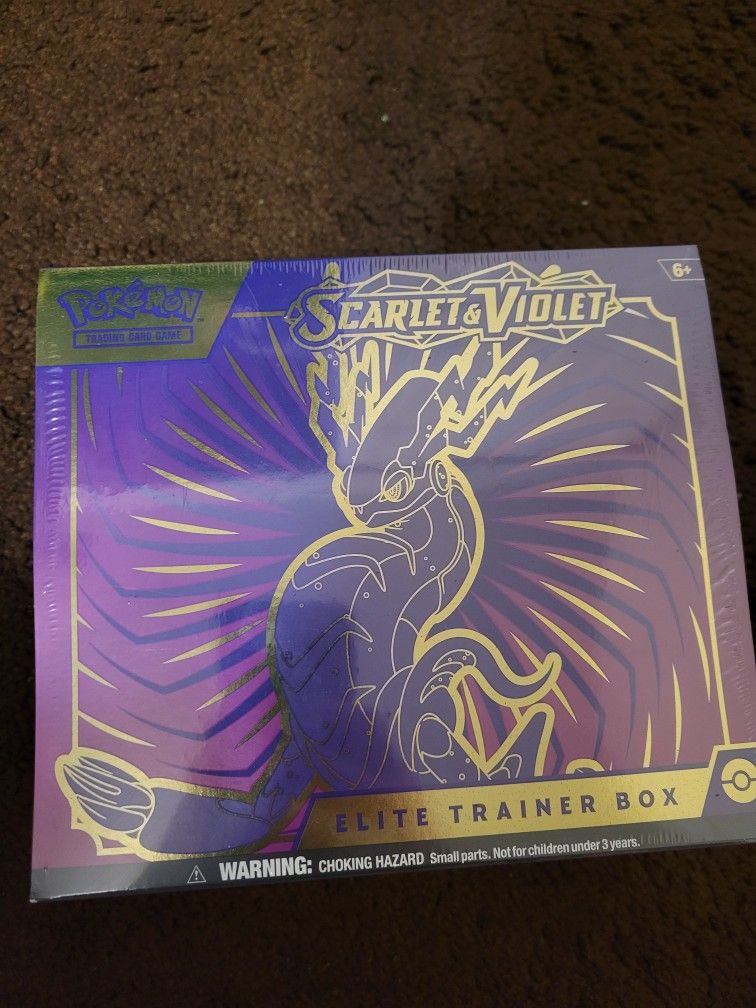 POKÉMON™
TRADING CARD GAME
SCARLET & VIOLET
6+
ELITE TRAINER BOX
WARNING: CHOKING HAZARD Small parts. Not for children under 3 years.